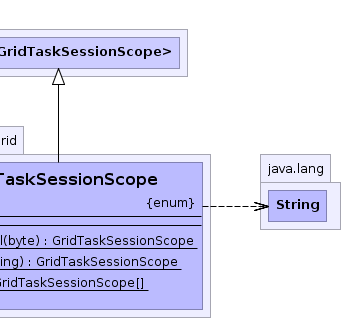 GridTaskSessionScope>
rid
java.lang
TaskSessionScope
{enum}
String
l(byte) : GridTaskSessionScope
ing) : GridTaskSessionScope
GridTaskSessionScope[]